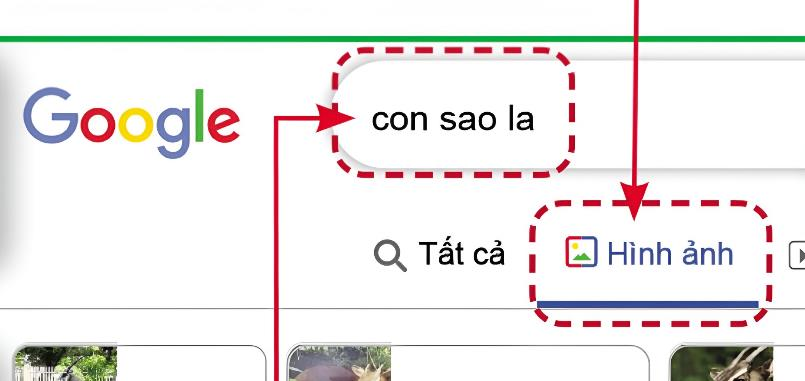 Google
con sao la
Tất cả
Hình ảnh